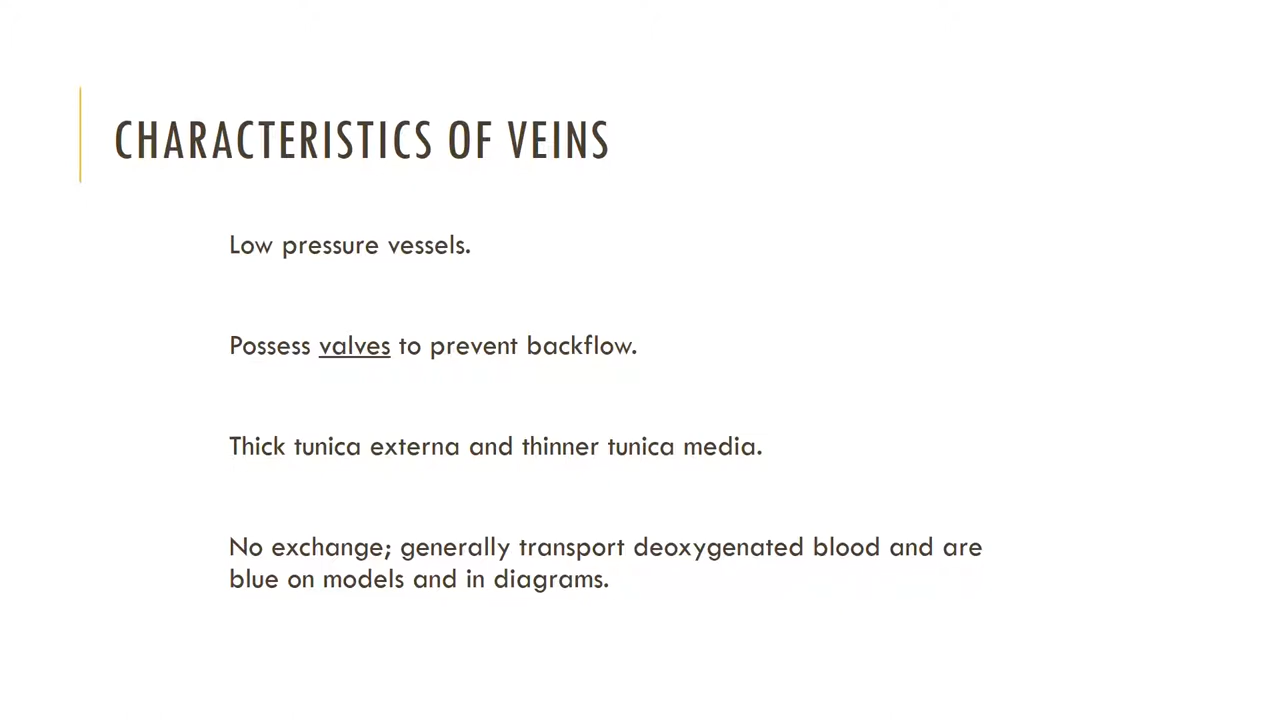 CHARACTERISTICS OF VEINS
Low pressure vessels.
Possess valves to prevent backflow.
Thick tunica externa and thinner tunica media.
No exchange; generally transport deoxygenated blood and are
blue on models and in diagrams.